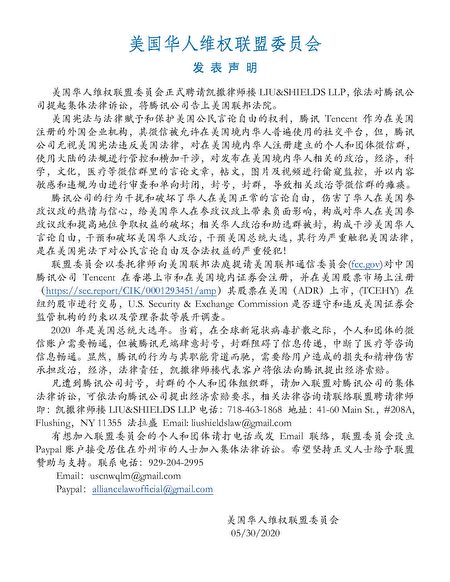 美国华人维权联盟委员会
发 表 声 明
美国华人维权联盟委员会正式聘请凯撒律师楼 LIU&SHIELDS LLP，依法对腾讯公
司提起集体法律诉讼，将腾讯公司告上美国联邦法院。
美国宪法与法律赋予和保护美国公民言论自由的权利，腾讯 Tencent 作为在美国
注册的外国企业机构，其微信被允许在美国境内华人普遍使用的社交平台，但，腾讯公
司无视美国宪法违反美国法律，对在美国境内华人注册建立的个人和团体微信群，
使用大陆的法规进行管控和横加干涉，对发布在美国境内华人相关的政治，经济，科
学，文化，医疗等微信群里的言论文章，帖文，图片及视频进行偷窥监控，并以内容
敏感和违规为由进行审查和单向封闭，封号，封群，导致相关政治等微信群的瘫痪。
腾讯公司的行为干扰和破坏了华人在美国正常的言论自由，伤害了华人在美国参
政议政的热情与信心，给美国华人在参政议政上带来负面影响，构成对华人在美国参
政议政和提高地位争取权益的破坏；相关华人政治和助选群被封，构成干涉美国华人
言论自由，干预和破坏美国华人政治，干预美国总统大选，其行为严重触犯美国法律，
是在美国宪法下对公民言论自由及合法权益的严重侵犯！
联盟委员会以委托律师向美国联邦法庭提请美国联邦通信委员会(fcc.gov)对中国
腾讯公司 Tencent 在香港上市并在美国境内证券会注册，并在美国股票市场上注册
（https://sec.report/CIK/0001293451/amp）其股票在美国（ADR）上市，(TCEHY) 在
纽约股市进行交易，U.S. Security & Exchange Commission 是否遵守和违反美国证券会
监管机构的约束以及管理条款等展开调查。
2020 年是美国总统大选年。当前，在全球新冠状病毒扩散之际，个人和团体的微
信账户需要畅通，但被腾讯无端肆意封号，封群阻碍了信息传递，中断了医疗等咨询
信息畅通。显然，腾讯的行为与其职能背道而驰，需要给用户造成的损失和精神伤害
承担政治，经济，法律责任，凯撒律师楼代表客户将依法向腾讯提出经济索赔。
凡遭到腾讯公司封号，封群的个人和团体组织群，请加入联盟对腾讯公司的集体
法律诉讼，可依法向腾讯公司提出经济索赔要求，相关法律咨询请联络联盟聘请律师
即：凯撒律师楼 LIU&SHIELDS LLP 电话：718-463-1868 地址：41-60 Main St., #208A,
Flushing，NY 11355 法拉盛 Email: liushieldslaw@gmail.com
有想加入联盟委员会的个人和团体请打电话或发 Email 联络，联盟委员会设立
Paypal 账户接受居住在外州市的人士加入集体法律诉讼。希望坚持正义人士给予联盟
赞助与支持。联系电话：929-204-2995
Email：uscnwqlm@gmail.com
Paypal：alliancelawofficial@gmail.com
美国华人维权联盟委员会
05/30/2020